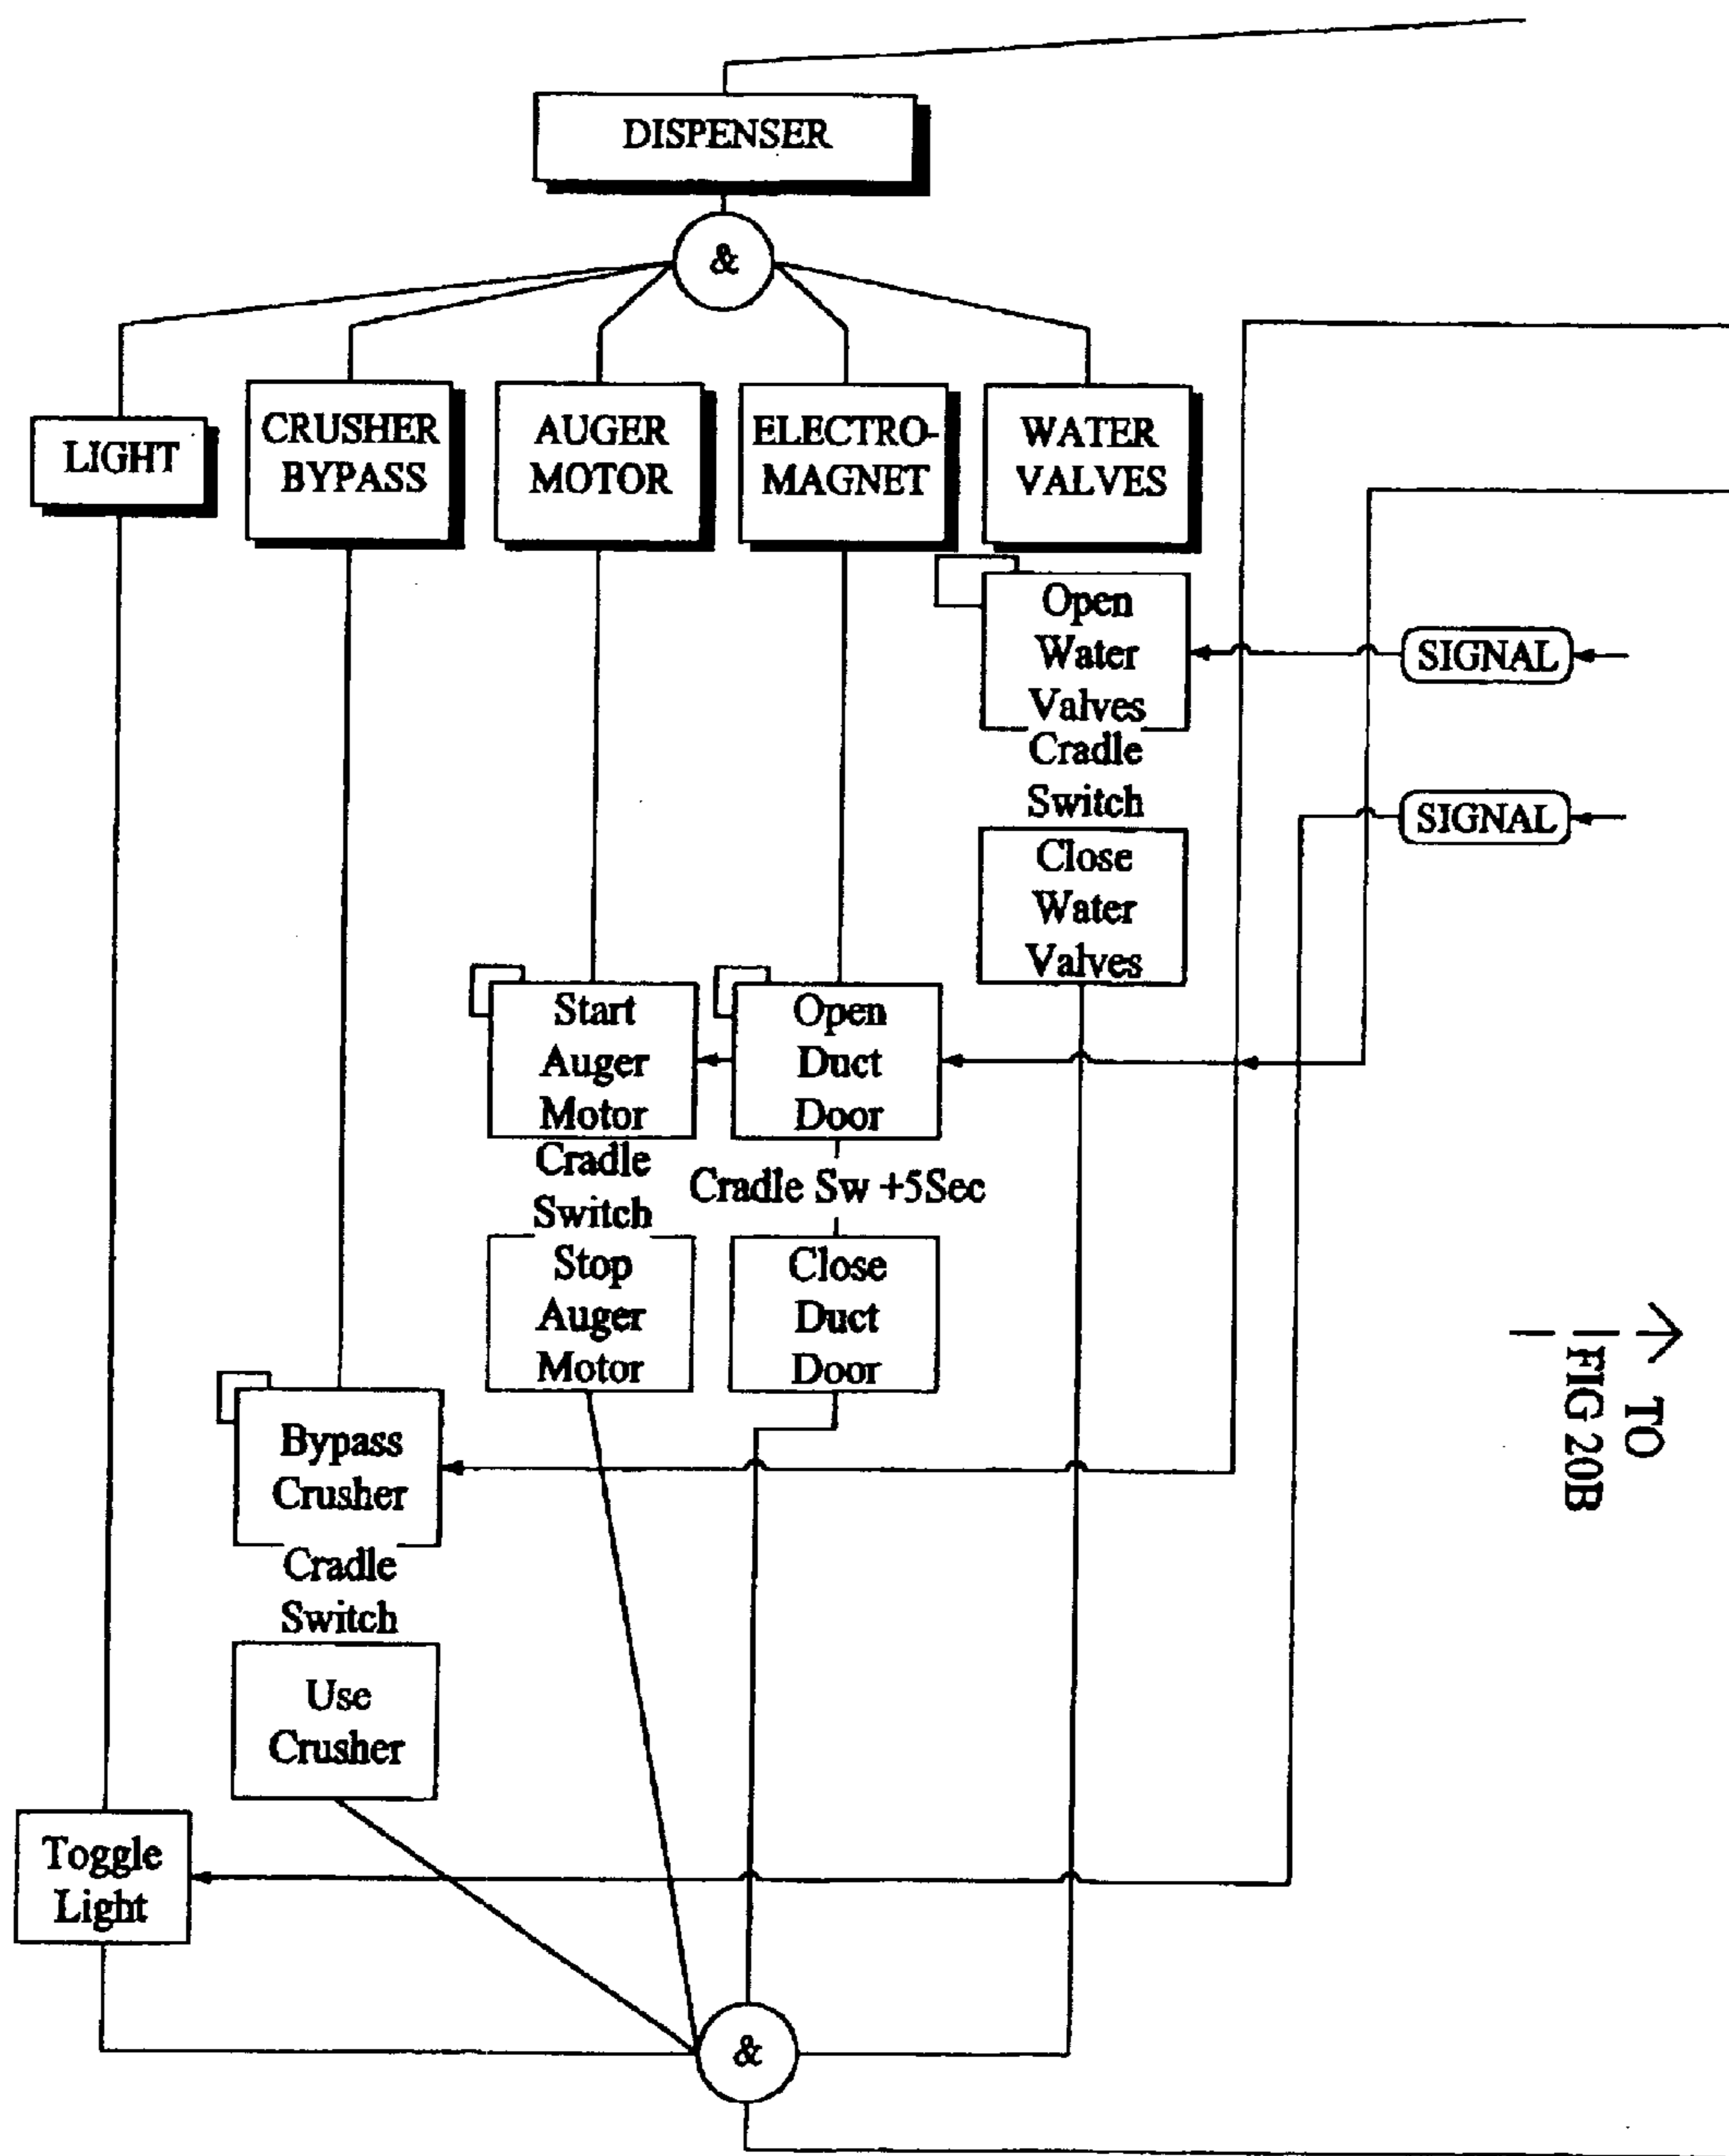 DISPENSER
&
LIGHT
CRUSHER
BYPASS
AUGER
MOTOR
ELECTRO-
MAGNET
WATER
VALVES
Open
Water
Valves
SIGNAL
Cradle
Switch
SIGNAL
Close
Water
Valves
Start
Auger
Motor
Open
Duct
Door
Cradle
Switch
Cradle Sw +5Sec
Stop
Auger
Motor
Close
Duct
Door
TO
FIG 20B
Bypass
Crusher
Cradle
Switch
Use
Crusher
Toggle
Light
&